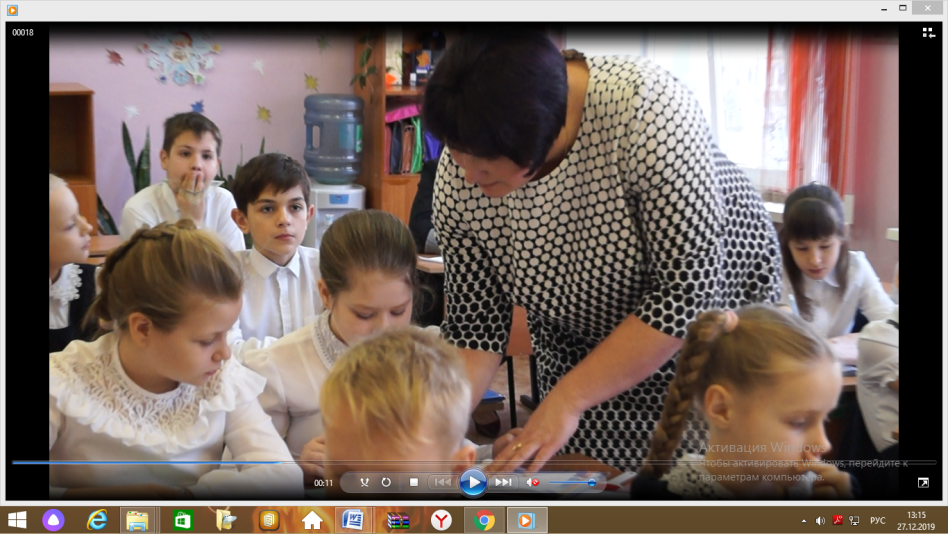 00018
Активация Windows
Чтобы активировать Windows, перейдите к
параметрам компьютера.
00:11
РУС
13:15
27.12.2019